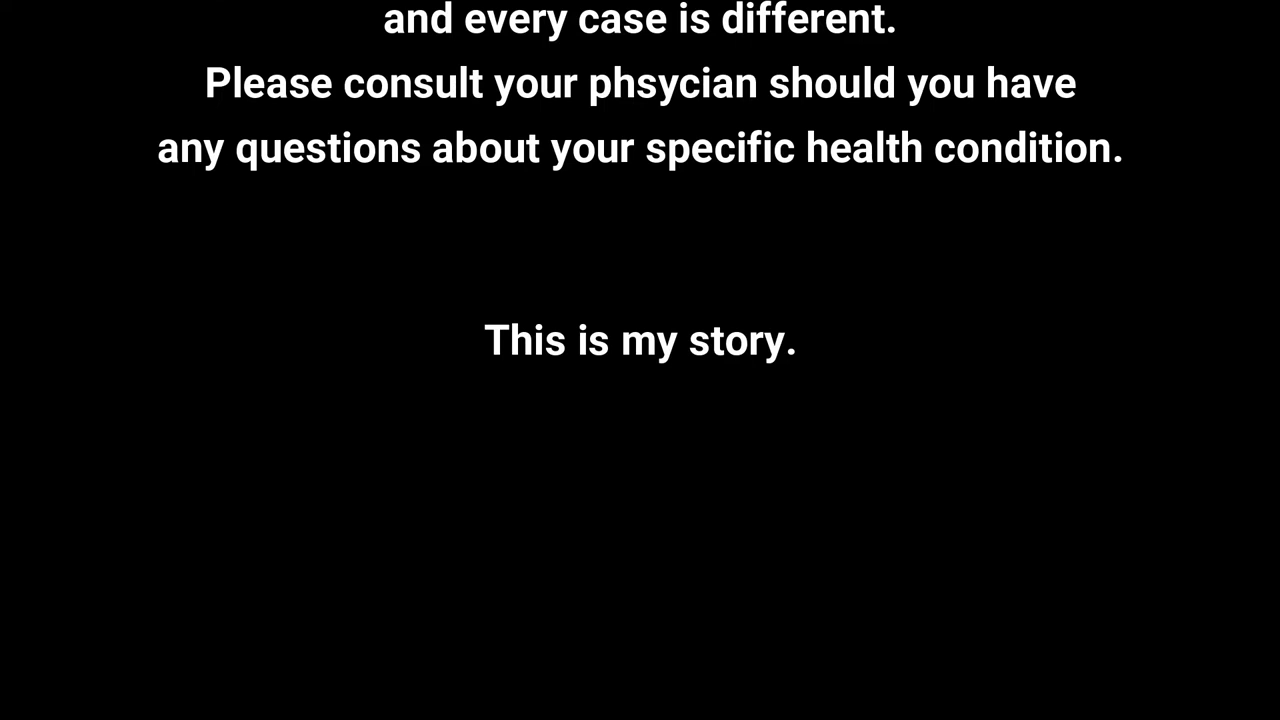 and every case is different.
Please consult your phsycian should you have
any questions about your specific health condition.
This is my story.